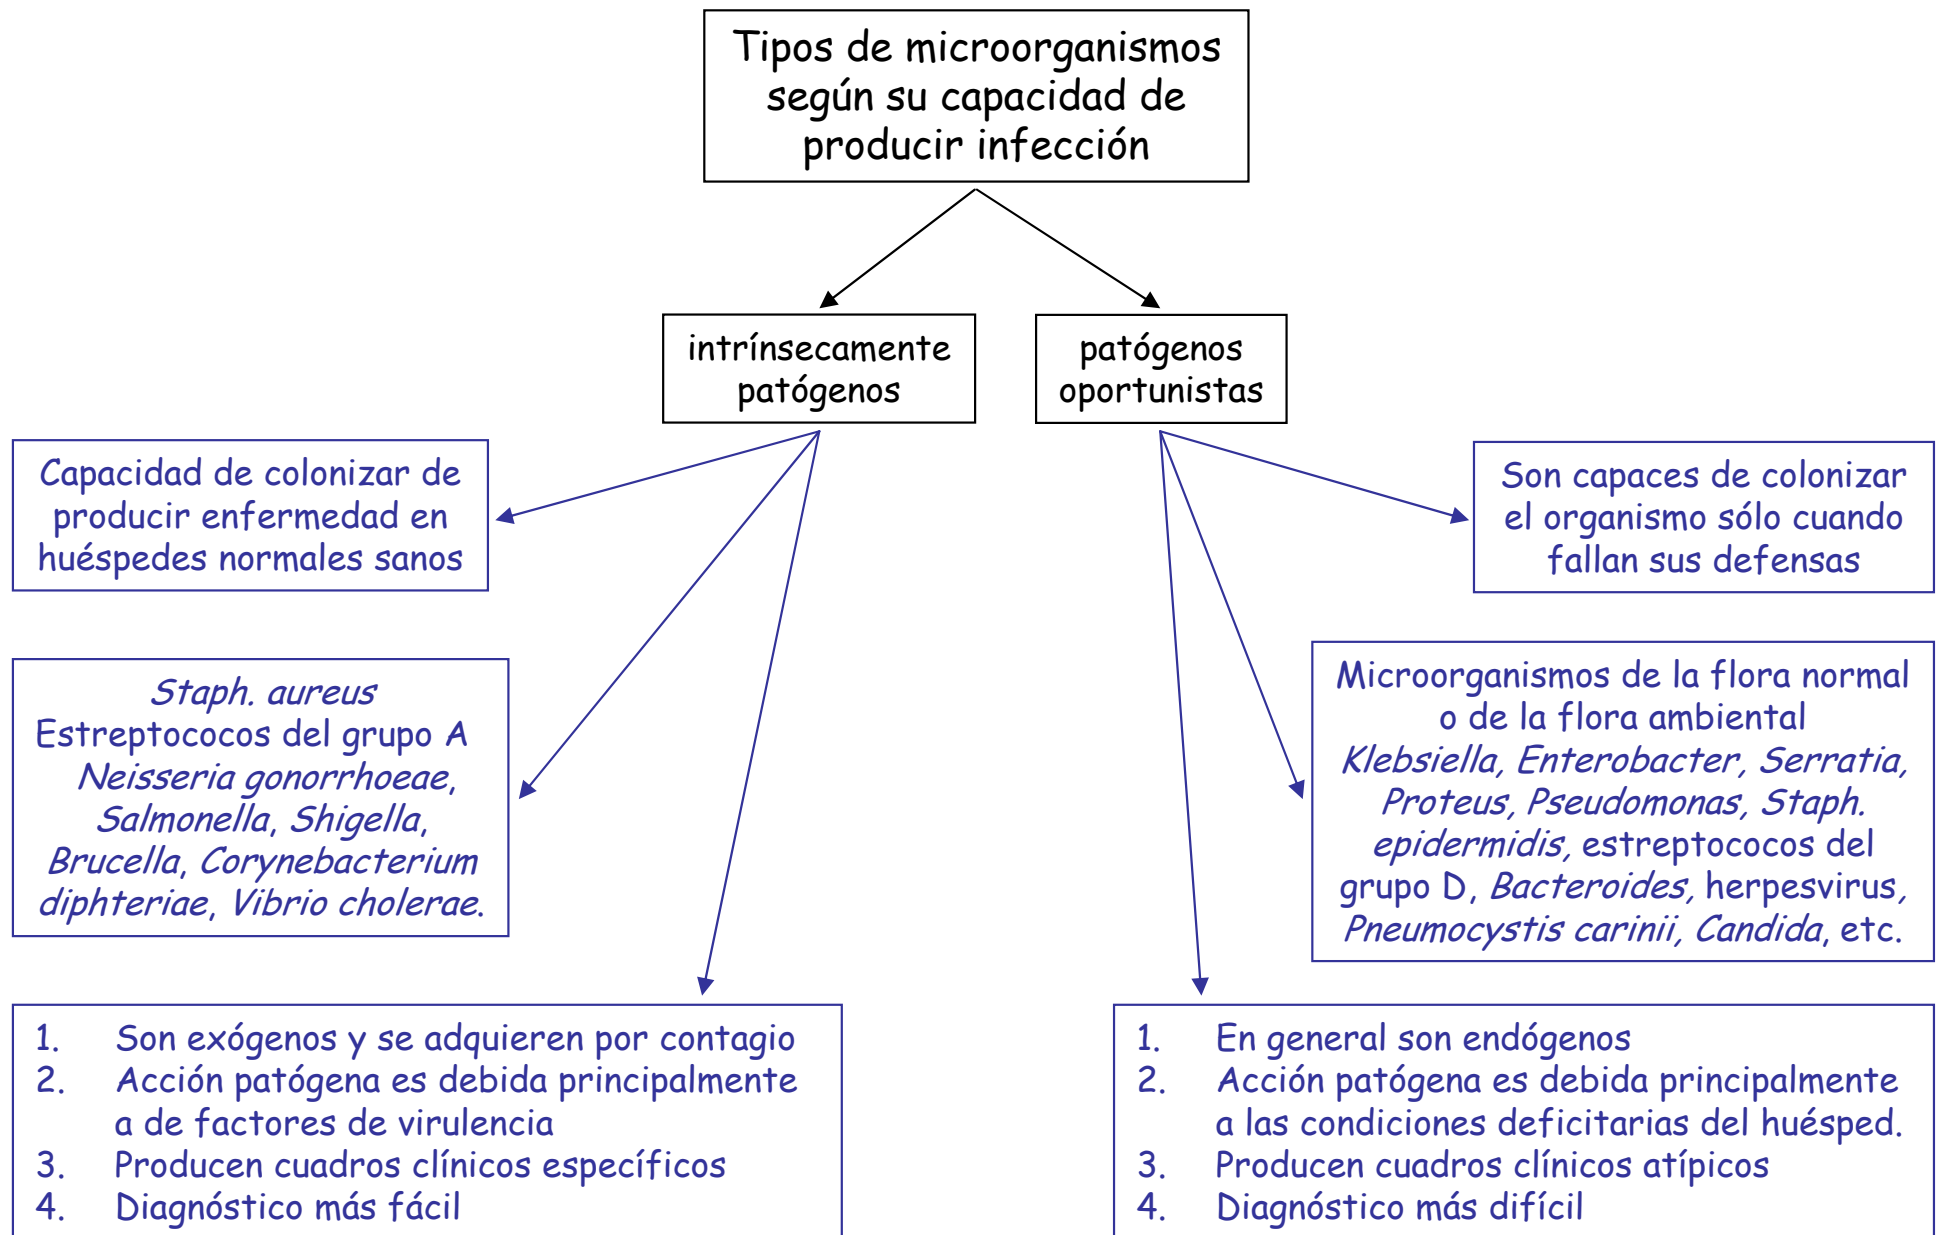 Tipos de microorganismos
según su capacidad de
producir infección
intrínsecamente
patógenos
patógenos
oportunistas
Capacidad de colonizar de
producir enfermedad en
huéspedes normales sanos
Son capaces de colonizar
el organismo sólo cuando
fallan sus defensas
Staph. aureus
Estreptococos del grupo A
Neisseria gonorrhoeae,
Salmonella, Shigella,
Brucella, Corynebacterium
diphteriae, Vibrio cholerae.
Microorganismos de la flora normal
o de la flora ambiental
Klebsiella, Enterobacter, Serratia,
Proteus, Pseudomonas, Staph.
epidermidis, estreptococos del
grupo D, Bacteroides, herpesvirus,
Pneumocystis carinii, Candida, etc.
1. Son exógenos y se adquieren por contagio
2. Acción patógena es debida principalmente
a de factores de virulencia
3. Producen cuadros clínicos específicos
4. Diagnóstico más fácil
1. En general son endógenos
2. Acción patógena es debida principalmente
a las condiciones deficitarias del huésped.
3. Producen cuadros clínicos atípicos
4. Diagnóstico más difícil